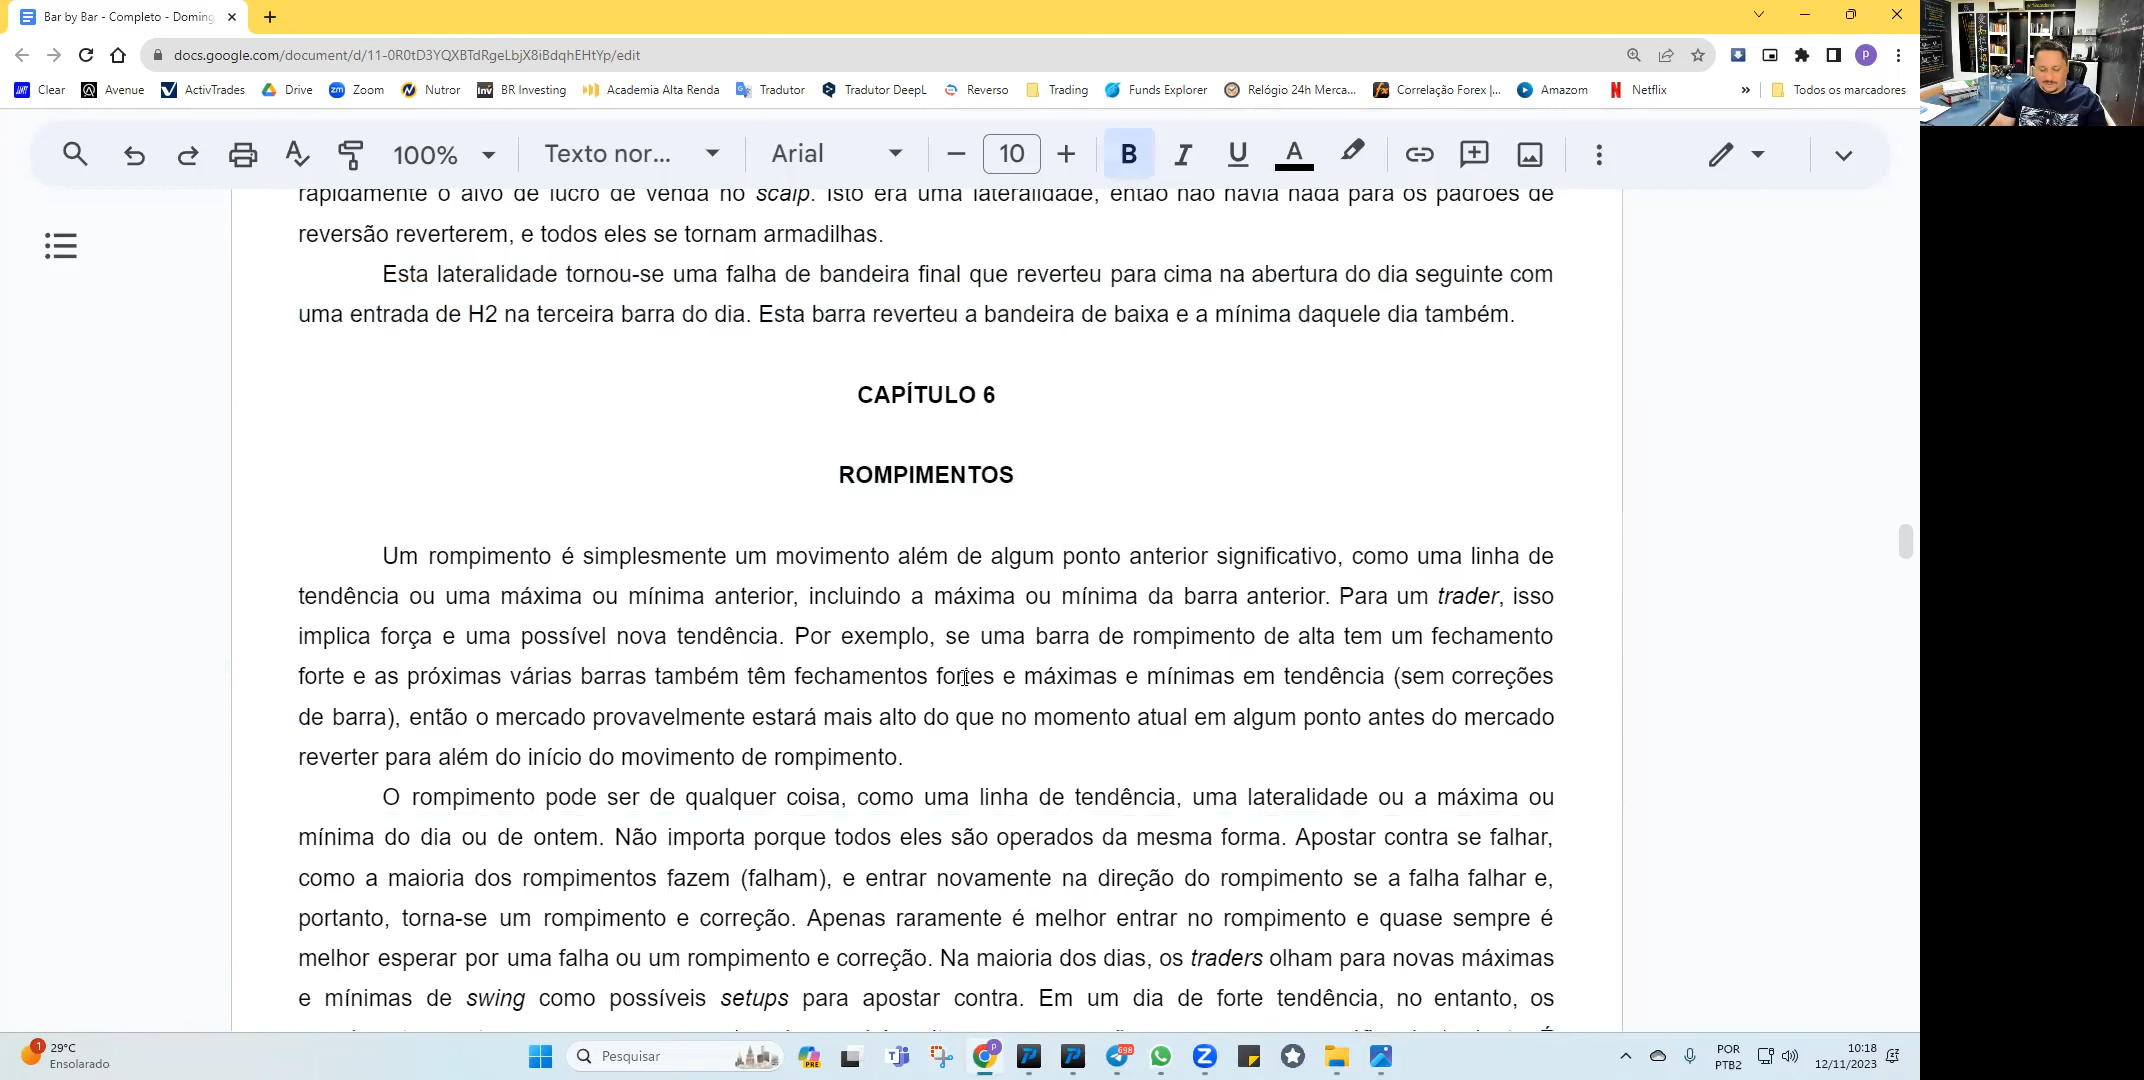 Bar by Bar - Completo - Doming
docs.google.com/document/d/11-0R0tD3YQXBTdRgeLbjX8iBdqhEHtYp/edit
P
Clear Avenue ActivTrades Drive Zoom Nutror BR Investing Academia Alta Renda Tradutor Tradutor DeepL Reverso Trading Funds Explorer Relógio 24h Merca... Correlação Forex |... Amazom Netflix » Todos os marcadores
100% Texto nor... Arial 10 B I U A
rapidamente o alvo de lucro de venda no scalp. Isto era uma lateralidade, então não havia nada para os padrões de
reversão reverterem, e todos eles se tornam armadilhas.
Esta lateralidade tornou-se uma falha de bandeira final que reverteu para cima na abertura do dia seguinte com
uma entrada de H2 na terceira barra do dia. Esta barra reverteu a bandeira de baixa e a mínima daquele dia também.
CAPÍTULO 6
ROMPIMENTOS
Um rompimento é simplesmente um movimento além de algum ponto anterior significativo, como uma linha de
tendência ou uma máxima ou mínima anterior, incluindo a máxima ou mínima da barra anterior. Para um trader, isso
implica força e uma possível nova tendência. Por exemplo, se uma barra de rompimento de alta tem um fechamento
forte e as próximas várias barras também têm fechamentos fortes e máximas e mínimas em tendência (sem correções
de barra), então o mercado provavelmente estará mais alto do que no momento atual em algum ponto antes do mercado
reverter para além do início do movimento de rompimento.
O rompimento pode ser de qualquer coisa, como uma linha de tendência, uma lateralidade ou a máxima ou
mínima do dia ou de ontem. Não importa porque todos eles são operados da mesma forma. Apostar contra se falhar,
como a maioria dos rompimentos fazem (falham), e entrar novamente na direção do rompimento se a falha falhar e,
portanto, torna-se um rompimento e correção. Apenas raramente é melhor entrar no rompimento e quase sempre é
melhor esperar por uma falha ou um rompimento e correção. Na maioria dos dias, os traders olham para novas máximas
e mínimas de swing como possíveis setups para apostar contra. Em um dia de forte tendência, no entanto, os
1
29°C
Ensolarado
Pesquisar
PRE
698
POR
PTB2
10:18
12/11/2023